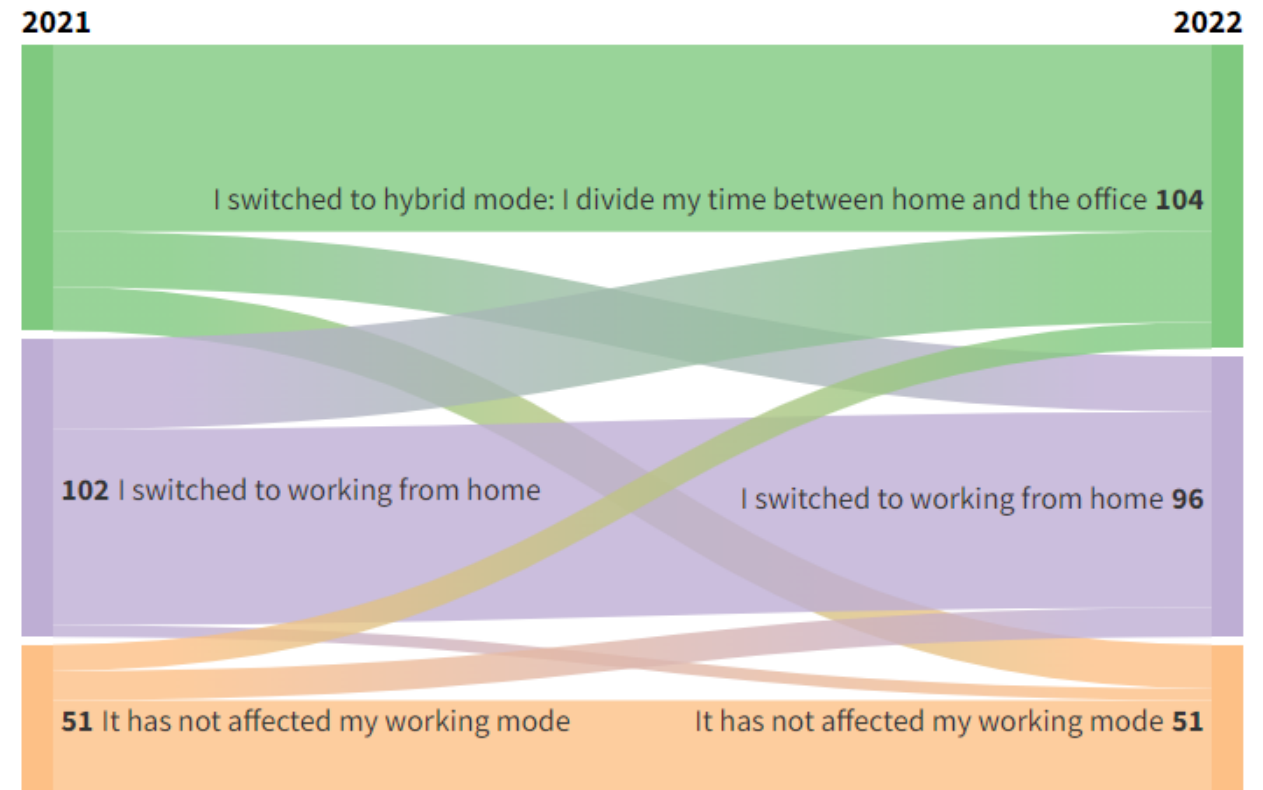 2021
2022
I switched to hybrid mode: I divide my time between home and the office 104
102 I switched to working from home
I switched to working from home 96
51 It has not affected my working mode
It has not affected my working mode 51